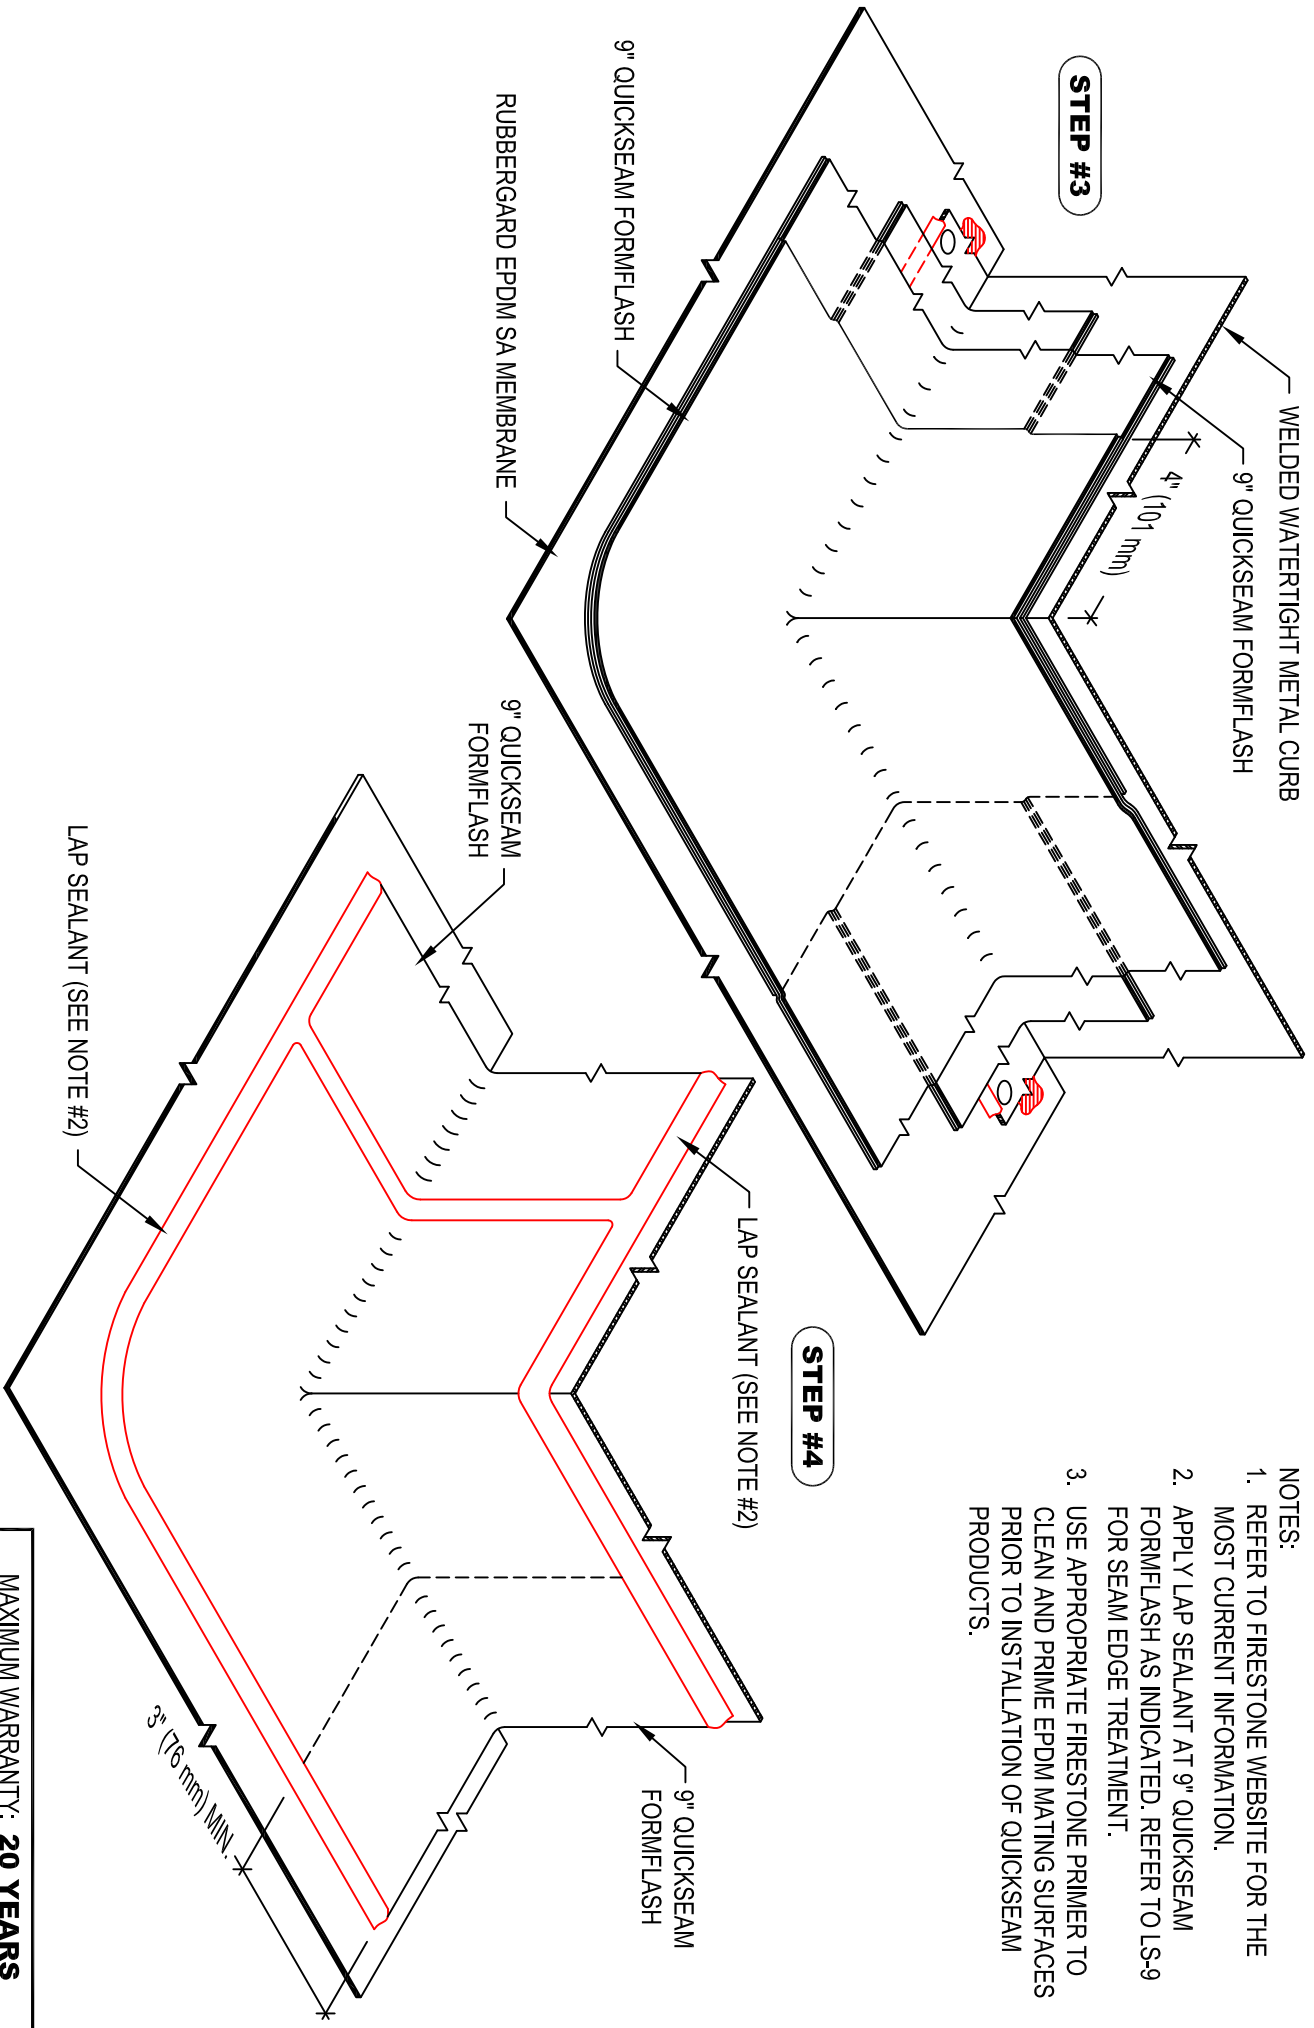 STEP #3
WELDED WATERTIGHT METAL CURB
9" QUICKSEAM FORMFLASH
4" (101 mm)
9" QUICKSEAM FORMFLASH
RUBBERGARD EPDM SA MEMBRANE
NOTES:
1. REFER TO FIRESTONE WEBSITE FOR THE
MOST CURRENT INFORMATION.
2. APPLY LAP SEALANT AT 9" QUICKSEAM
FORMFLASH AS INDICATED. REFER TO LS-9
FOR SEAM EDGE TREATMENT.
3. USE APPROPRIATE FIRESTONE PRIMER TO
CLEAN AND PRIME EPDM MATING SURFACES
PRIOR TO INSTALLATION OF QUICKSEAM
PRODUCTS.
STEP #4
LAP SEALANT (SEE NOTE #2)
9" QUICKSEAM
FORMFLASH
9" QUICKSEAM
FORMFLASH
LAP SEALANT (SEE NOTE #2)
3" (76 mm) MIN.
MAXIMUM WARRANTY: 20 YEARS